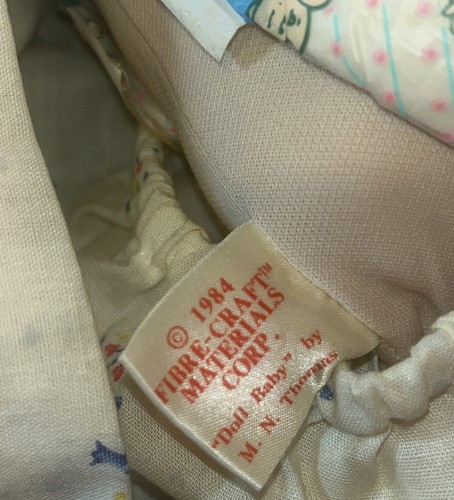 © 1984
FIBRE-CRAFT™
MATERIALS
CORP.
"Doll Baby" by
M. N. Thomas